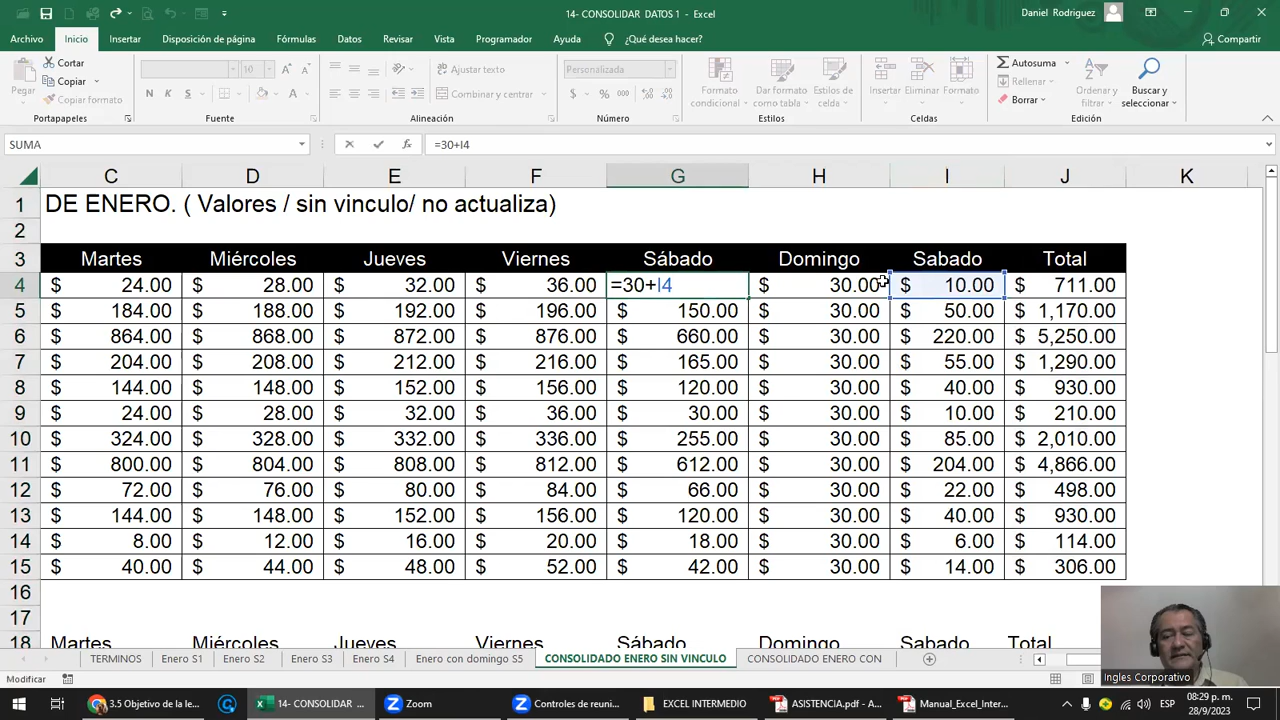 14- CONSOLIDAR DATOS 1 - Excel
Daniel Rodriguez
Archivo Inicio Insertar Disposición de página Fórmulas Datos Revisar Vista Programador Ayuda ¿Qué desea hacer? Compartir
Pegar
Cortar
Copiar
Copiar formato
10
N K S
Ajustar texto
Combinar y centrar
Personalizada
$ % 000
Formato condicional
Dar formato como tabla
Estilos de celda
Insertar Eliminar Formato
Autosuma
Rellenar
Borrar
Ordenar y filtrar
Buscar y seleccionar
Portapapeles Fuente Alineación Número Estilos Celdas Edición
SUMA fx =30+I4
C D E F G H I J K
1 DE ENERO. ( Valores / sin vinculo/ no actualiza)
2
3 Martes Miércoles Jueves Viernes Sábado Domingo Sabado Total
4 $ 24.00 $ 28.00 $ 32.00 $ 36.00 =30+I4 $ 30.00 $ 10.00 $ 711.00
5 $ 184.00 $ 188.00 $ 192.00 $ 196.00 $ 150.00 $ 30.00 $ 50.00 $ 1,170.00
6 $ 864.00 $ 868.00 $ 872.00 $ 876.00 $ 660.00 $ 30.00 $ 220.00 $ 5,250.00
7 $ 204.00 $ 208.00 $ 212.00 $ 216.00 $ 165.00 $ 30.00 $ 55.00 $ 1,290.00
8 $ 144.00 $ 148.00 $ 152.00 $ 156.00 $ 120.00 $ 30.00 $ 40.00 $ 930.00
9 $ 24.00 $ 28.00 $ 32.00 $ 36.00 $ 30.00 $ 30.00 $ 10.00 $ 210.00
10 $ 324.00 $ 328.00 $ 332.00 $ 336.00 $ 255.00 $ 30.00 $ 85.00 $ 2,010.00
11 $ 800.00 $ 804.00 $ 808.00 $ 812.00 $ 612.00 $ 30.00 $ 204.00 $ 4,866.00
12 $ 72.00 $ 76.00 $ 80.00 $ 84.00 $ 66.00 $ 30.00 $ 22.00 $ 498.00
13 $ 144.00 $ 148.00 $ 152.00 $ 156.00 $ 120.00 $ 30.00 $ 40.00 $ 930.00
14 $ 8.00 $ 12.00 $ 16.00 $ 20.00 $ 18.00 $ 30.00 $ 6.00 $ 114.00
15 $ 40.00 $ 44.00 $ 48.00 $ 52.00 $ 42.00 $ 30.00 $ 14.00 $ 306.00
16
17
18 Martes Miércoles Jueves Viernes Sábado Domingo Sabado Total
TERMINOS Enero S1 Enero S2 Enero S3 Enero S4 Enero con domingo S5 CONSOLIDADO ENERO SIN VINCULO CONSOLIDADO ENERO CON
Ingles Corporativo
Modificar
3.5 Objetivo de la le... 14- CONSOLIDAR ... Zoom Controles de reuni... EXCEL INTERMEDIO ASISTENCIA.pdf - A... Manual_Excel_Inter... ESP 08:29 p. m.
28/9/2023